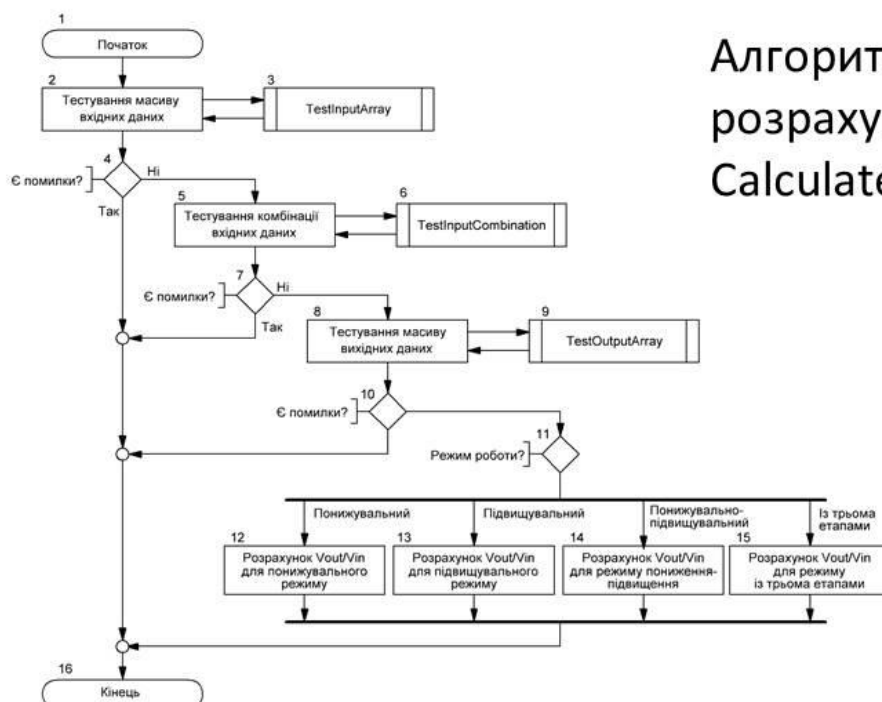 Алгорит
розраху
Calculate
1
Початок
2
Тестування масиву
вхідних даних
3
TestInputArray
4
Є помилки?
Ні
Так
5
Тестування комбінації
вхідних даних
6
TestInputCombination
7
Є помилки?
Ні
Так
8
Тестування масиву
вихідних даних
9
TestOutputArray
10
Є помилки?
11
Режим роботи?
Понижувальний
Підвищувальний
Понижувально-
підвищувальний
Із трьома
етапами
12
Розрахунок Vout/Vin
для понижувального
режиму
13
Розрахунок Vout/Vin
для підвищувального
режиму
14
Розрахунок Vout/Vin
для режиму пониження-
підвищення
15
Розрахунок Vout/Vin
для режиму
із трьома етапами
16
Кінець